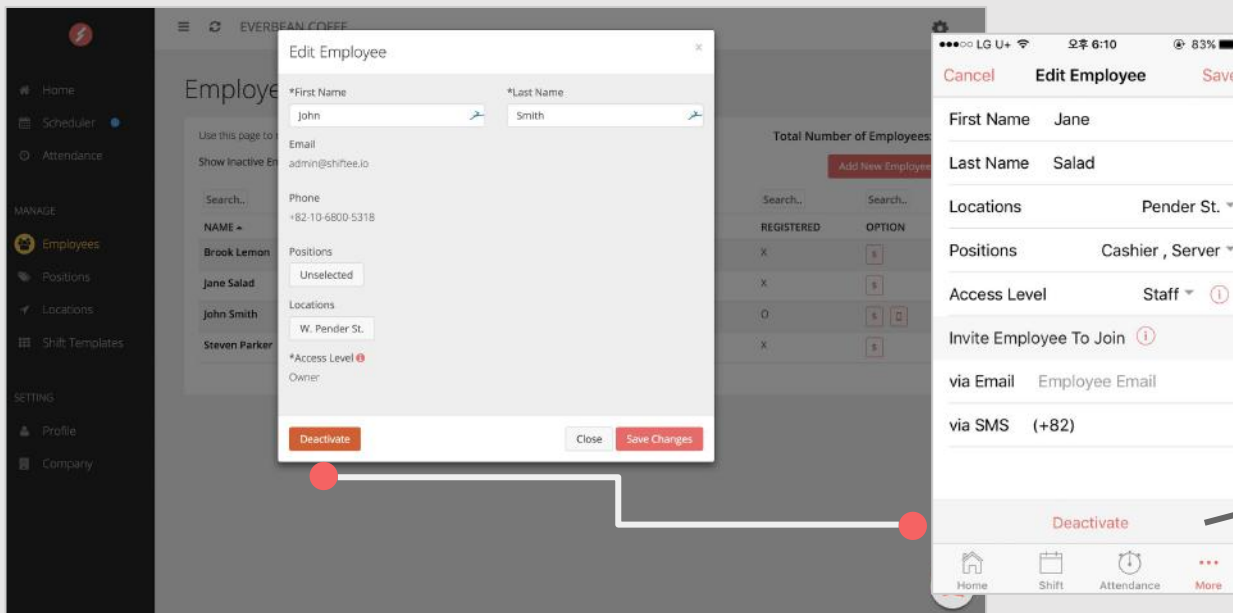 EVERBEAN COFFE
Home
Scheduler
Attendance
MANAGE
Employees
Positions
Locations
Shift Templates
SETTING
Profile
Company
Employe
Use this page to
Show Inactive En
Search..
NAME
Brook Lemon
Jane Salad
John Smith
Steven Parker
Edit Employee
×
*First Name
*Last Name
John
Smith
Email
admin@shiftee.io
Phone
+82-10-6800-5318
Positions
Unselected
Locations
W. Pender St.
*Access Level
Owner
Deactivate
Close
Save Changes
Total Number of Employees:
Add New Employee
Search..
Search..
REGISTERED
OPTION
X
$
X
$
O
$
X
$
LG U+
오후 6:10
83%
Cancel
Edit Employee
Save
First Name
Jane
Last Name
Salad
Locations
Pender St.
Positions
Cashier , Server
Access Level
Staff
Invite Employee To Join
via Email
Employee Email
via SMS
(+82)
Deactivate
Home
Shift
Attendance
More